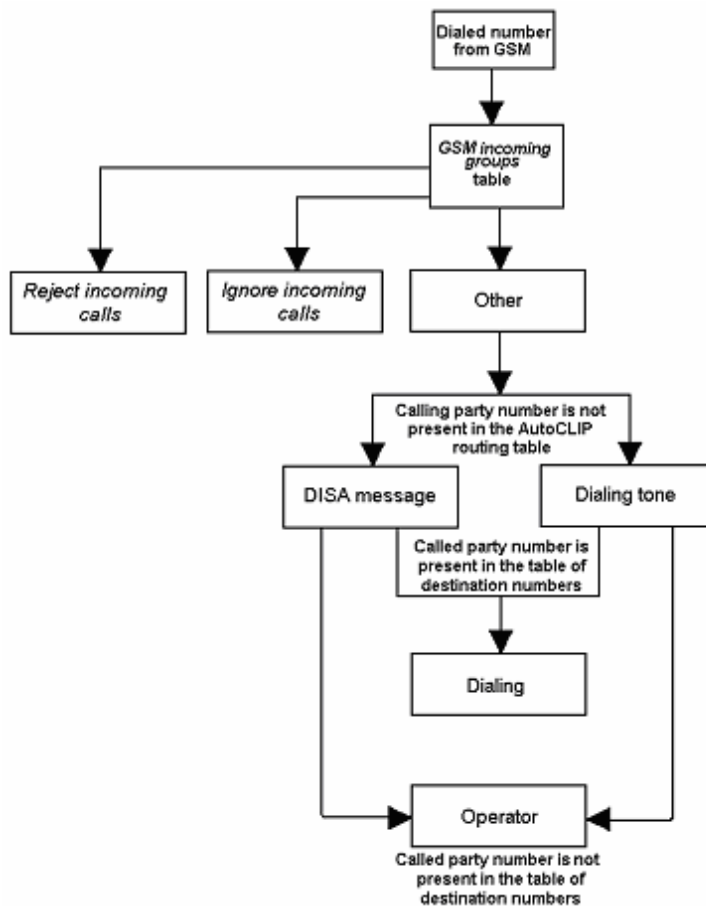 Dialed number
from GSM
GSM incoming
groups
table
Reject incoming
calls
Ignore incoming
calls
Other
Calling party number is not
present in the AutoCLIP
routing table
DISA message
Dialing tone
Called party number is
present in the table of
destination numbers
Dialing
Operator
Called party number is not
present in the table of
destination numbers